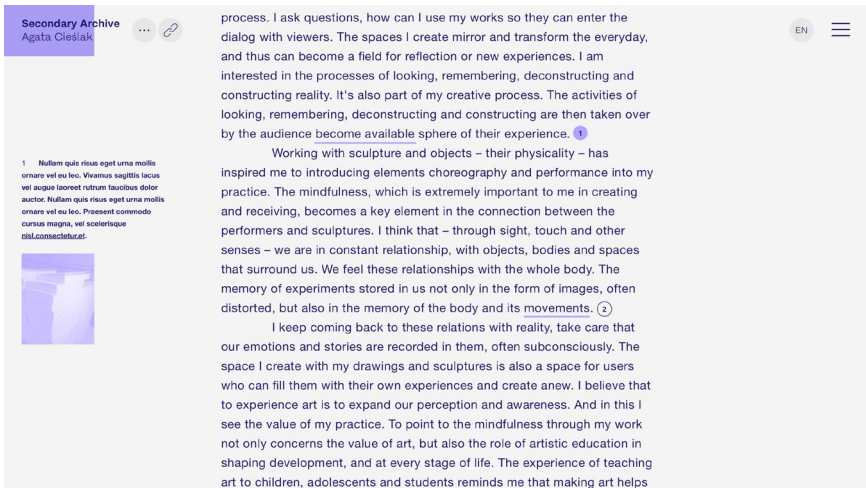 Secondary Archive
Agata Cieślak
EN
process. I ask questions, how can I use my works so they can enter the
dialog with viewers. The spaces I create mirror and transform the everyday,
and thus can become a field for reflection or new experiences. I am
interested in the processes of looking, remembering, deconstructing and
constructing reality. It's also part of my creative process. The activities of
looking, remembering, deconstructing and constructing are then taken over
by the audience become available sphere of their experience. 1
Working with sculpture and objects – their physicality – has
inspired me to introducing elements choreography and performance into my
practice. The mindfulness, which is extremely important to me in creating
and receiving, becomes a key element in the connection between the
performers and sculptures. I think that – through sight, touch and other
senses – we are in constant relationship, with objects, bodies and spaces
that surround us. We feel these relationships with the whole body. The
memory of experiments stored in us not only in the form of images, often
distorted, but also in the memory of the body and its movements. 2
I keep coming back to these relations with reality, take care that
our emotions and stories are recorded in them, often subconsciously. The
space I create with my drawings and sculptures is also a space for users
who can fill them with their own experiences and create anew. I believe that
to experience art is to expand our perception and awareness. And in this I
see the value of my practice. To point to the mindfulness through my work
not only concerns the value of art, but also the role of artistic education in
shaping development, and at every stage of life. The experience of teaching
art to children, adolescents and students reminds me that making art helps
1 Nullam quis risus eget urna mollis
ornare vel eu leo. Vivamus sagittis lacus
vel augue laoreet rutrum faucibus dolor
auctor. Nullam quis risus eget urna mollis
ornare vel eu leo. Praesent commodo
cursus magna, vel scelerisque
nisl.consectetur.et.